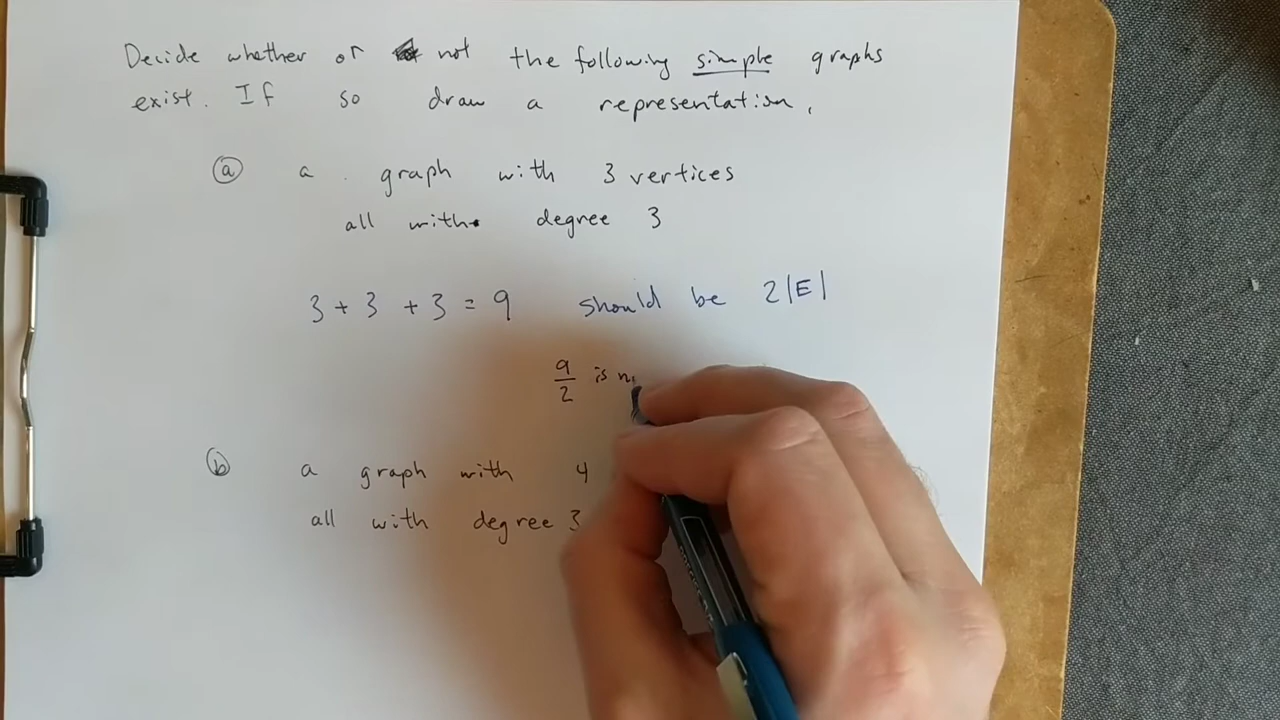 Decide whether or not the following simple graphs
exist. If so draw a representation.
ⓐ a graph with 3 vertices
all with degree 3
3 + 3 + 3 = 9 should be 2|E|
9/2 is
ⓑ a graph with 4
all with degree 3